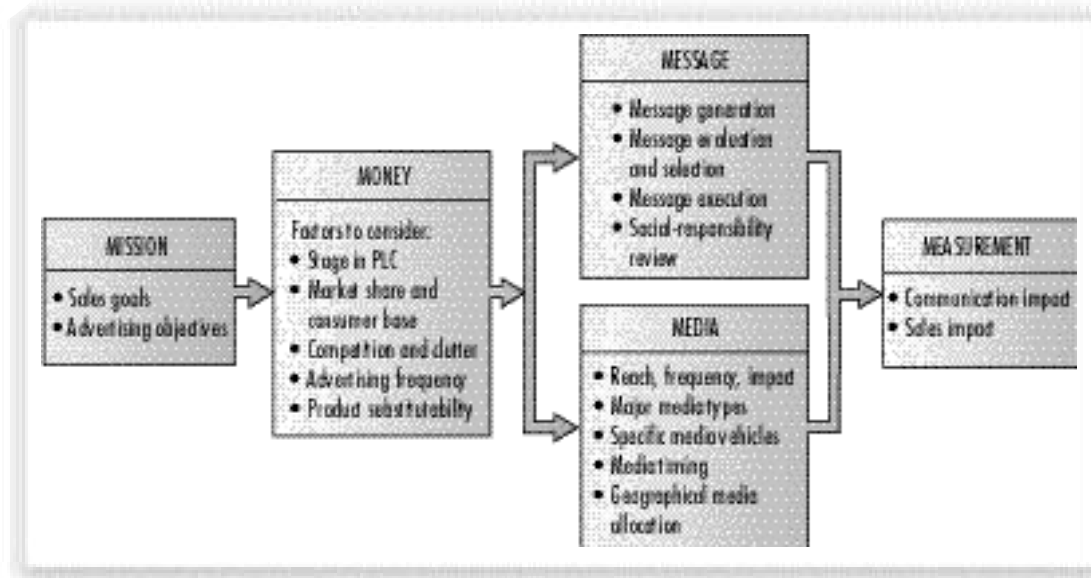 MISSION
• Sales goals
• Advertising objectives
MONEY
Factors to consider:
• Stage in PLC
• Market share and
consumer base
• Competition and clutter
• Advertising frequency
• Product substitutability
MESSAGE
• Message generation
• Message evaluation
and selection
• Message execution
• Social-responsibility
review
MEDIA
• Reach, frequency, impact
• Major media types
• Specific media vehicles
• Media timing
• Geographical media
allocation
MEASUREMENT
• Communication impact
• Sales impact